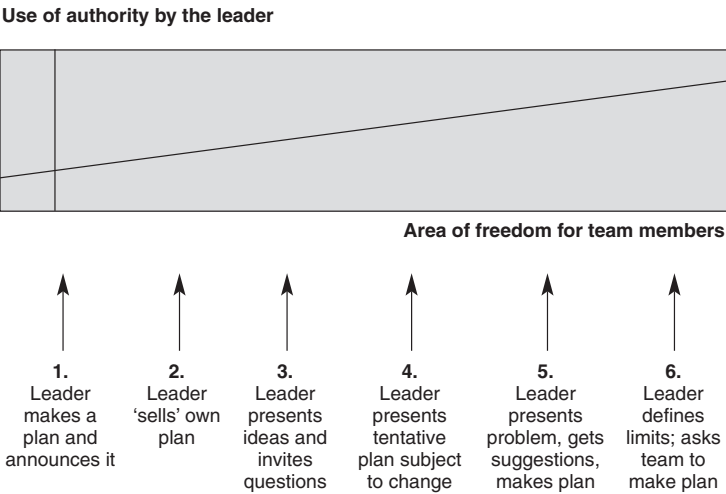 Use of authority by the leader
Area of freedom for team members
1.
Leader
makes a
plan and
announces it
2.
Leader
‘sells’ own
plan
3.
Leader
presents
ideas and
invites
questions
4.
Leader
presents
tentative
plan subject
to change
5.
Leader
presents
problem, gets
suggestions,
makes plan
6.
Leader
defines
limits; asks
team to
make plan